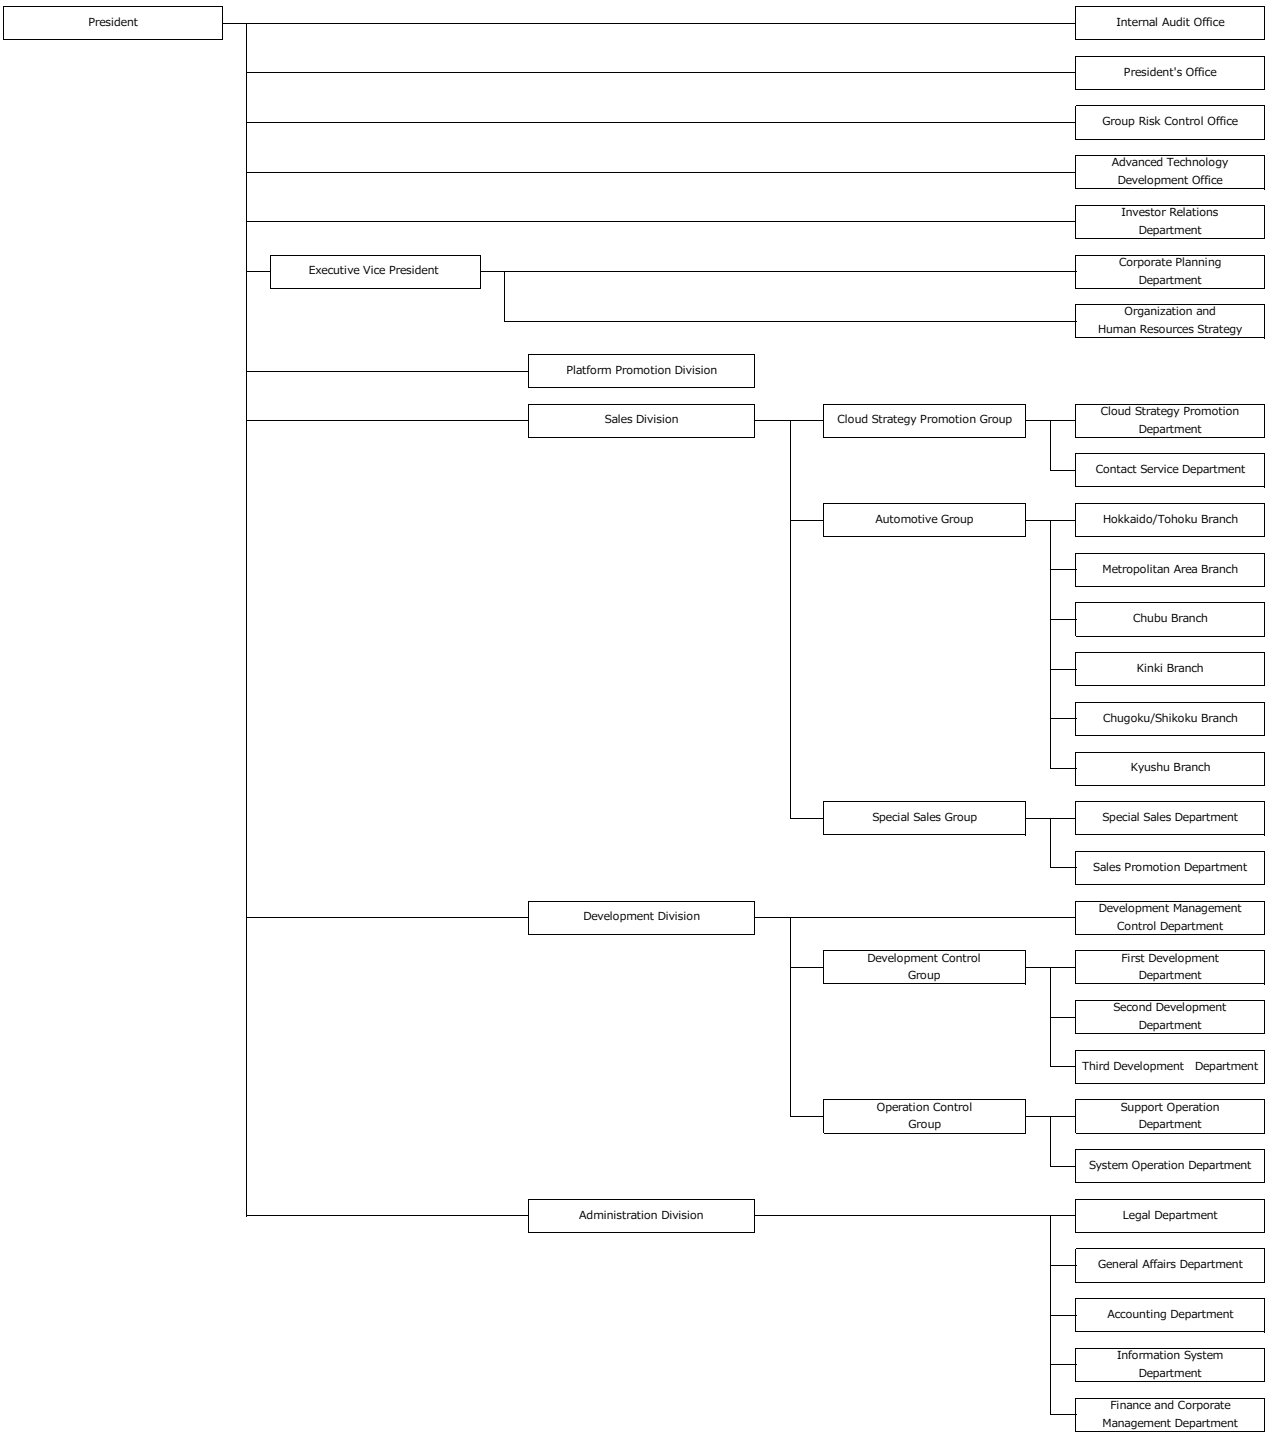 President
Internal Audit Office
President's Office
Group Risk Control Office
Advanced Technology
Development Office
Investor Relations
Department
Executive Vice President
Corporate Planning
Department
Organization and
Human Resources Strategy
Platform Promotion Division
Sales Division
Cloud Strategy Promotion Group
Cloud Strategy Promotion
Department
Contact Service Department
Automotive Group
Hokkaido/Tohoku Branch
Metropolitan Area Branch
Chubu Branch
Kinki Branch
Chugoku/Shikoku Branch
Kyushu Branch
Special Sales Group
Special Sales Department
Sales Promotion Department
Development Division
Development Management
Control Department
Development Control
Group
First Development
Department
Second Development
Department
Third Development Department
Operation Control
Group
Support Operation
Department
System Operation Department
Administration Division
Legal Department
General Affairs Department
Accounting Department
Information System
Department
Finance and Corporate
Management Department